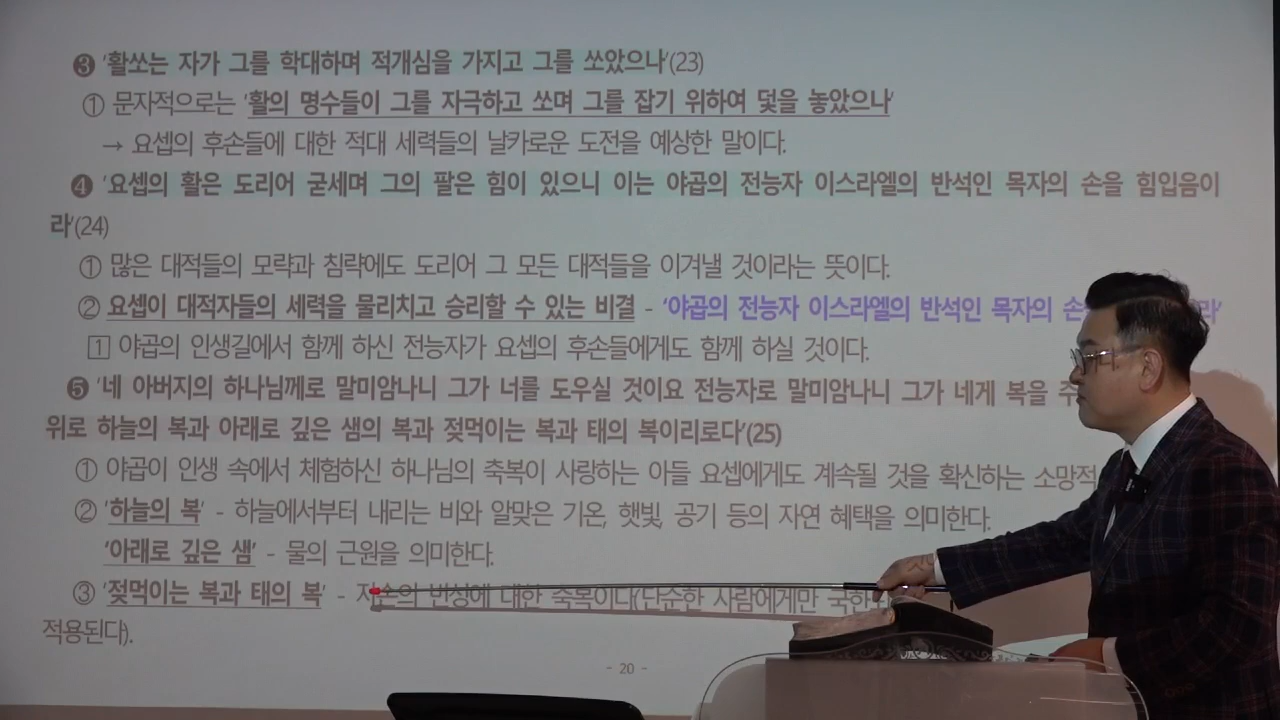 ❸ '활쏘는 자가 그를 학대하며 적개심을 가지고 그를 쏘았으나'(23)
① 문자적으로는 '활의 명수들이 그를 자극하고 쏘며 그를 잡기 위하여 덫을 놓았으나'
→ 요셉의 후손들에 대한 적대 세력들의 날카로운 도전을 예상한 말이다.
❹ '요셉의 활은 도리어 굳세며 그의 팔은 힘이 있으니 이는 야곱의 전능자 이스라엘의 반석인 목자의 손을 힘입음이
라'(24)
① 많은 대적들의 모략과 침략에도 도리어 그 모든 대적들을 이겨낼 것이라는 뜻이다.
② 요셉이 대적자들의 세력을 물리치고 승리할 수 있는 비결 - '야곱의 전능자 이스라엘의 반석인 목자의 라'
1 야곱의 인생길에서 함께 하신 전능자가 요셉의 후손들에게도 함께 하실 것이다.
❺ '네 아버지의 하나님께로 말미암나니 그가 너를 도우실 것이요 전능자로 말미암나니 그가 네게 복을
위로 하늘의 복과 아래로 깊은 샘의 복과 젖먹이는 복과 태의 복이리로다'(25)
① 야곱이 인생 속에서 체험하신 하나님의 축복이 사랑하는 아들 요셉에게도 계속될 것을 확신하는 소망적
② '하늘의 복' - 하늘에서부터 내리는 비와 알맞은 기온, 햇빛, 공기 등의 자연 혜택을 의미한다.
'아래로 깊은 샘' - 물의 근원을 의미한다.
③ '젖먹이는 복과 태의 복' - 자손의 번성에 대한 축복이다(단순한 사람에게만 국한
적용된다).
- 20 -